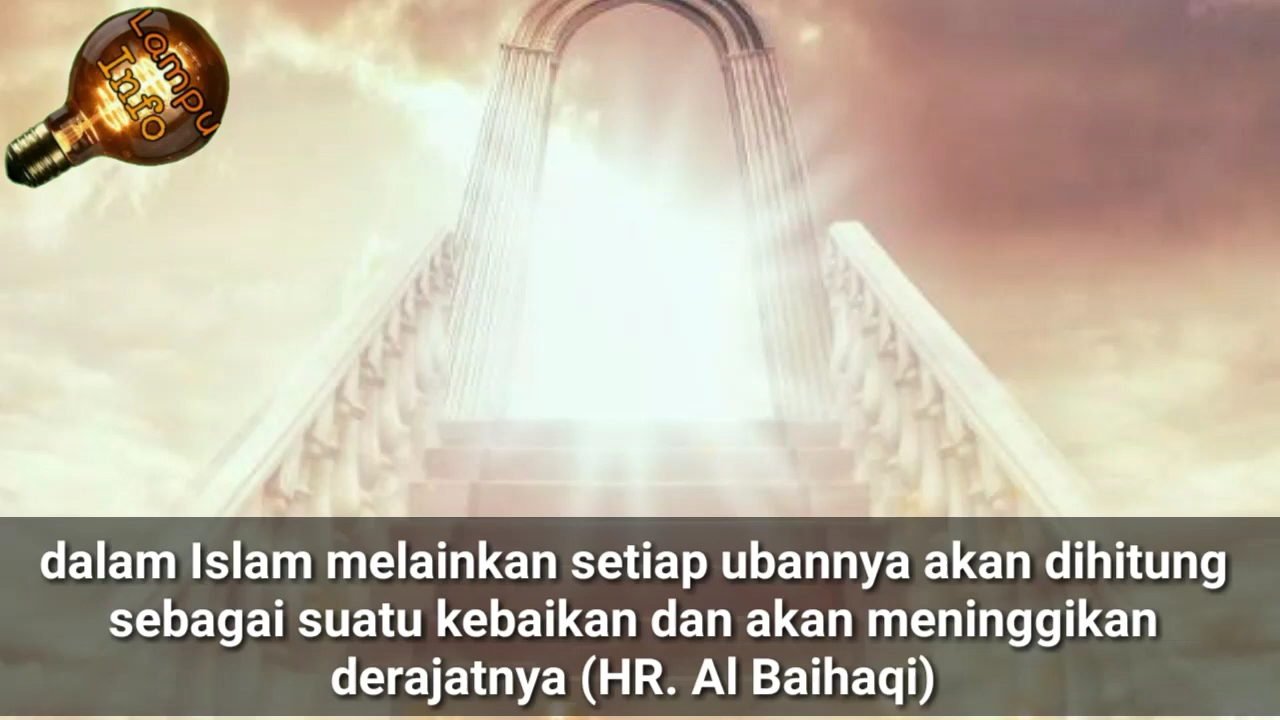 Lampu
Info
dalam Islam melainkan setiap ubannya akan dihitung
sebagai suatu kebaikan dan akan meninggikan
derajatnya (HR. Al Baihaqi)